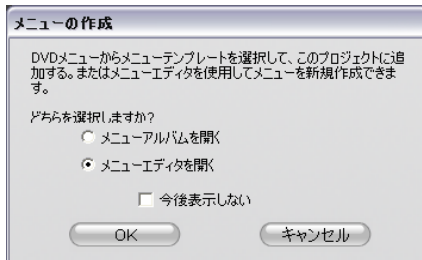 メニューの作成
DVDメニューからメニューテンプレートを選択して、このプロジェクトに追
加する。またはメニューエディタを使用してメニューを新規作成できま
す。
どちらを選択しますか?
メニューアルバムを開く
メニューエディタを開く
今後表示しない
OK
キャンセル